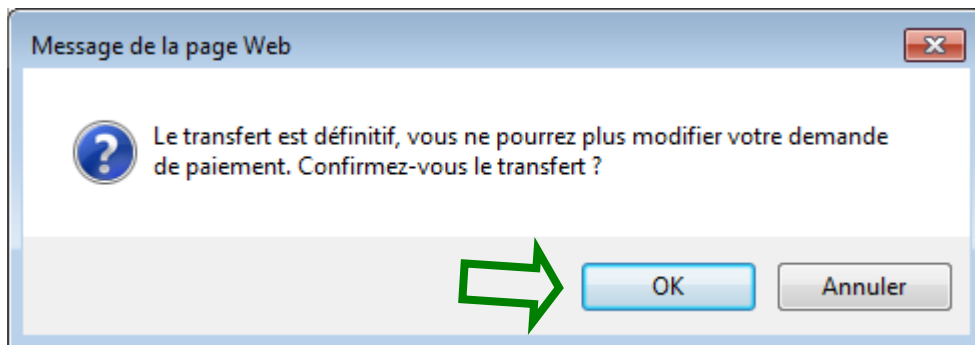 Message de la page Web
Le transfert est définitif, vous ne pourrez plus modifier votre demande
de paiement. Confirmez-vous le transfert ?
OK
Annuler